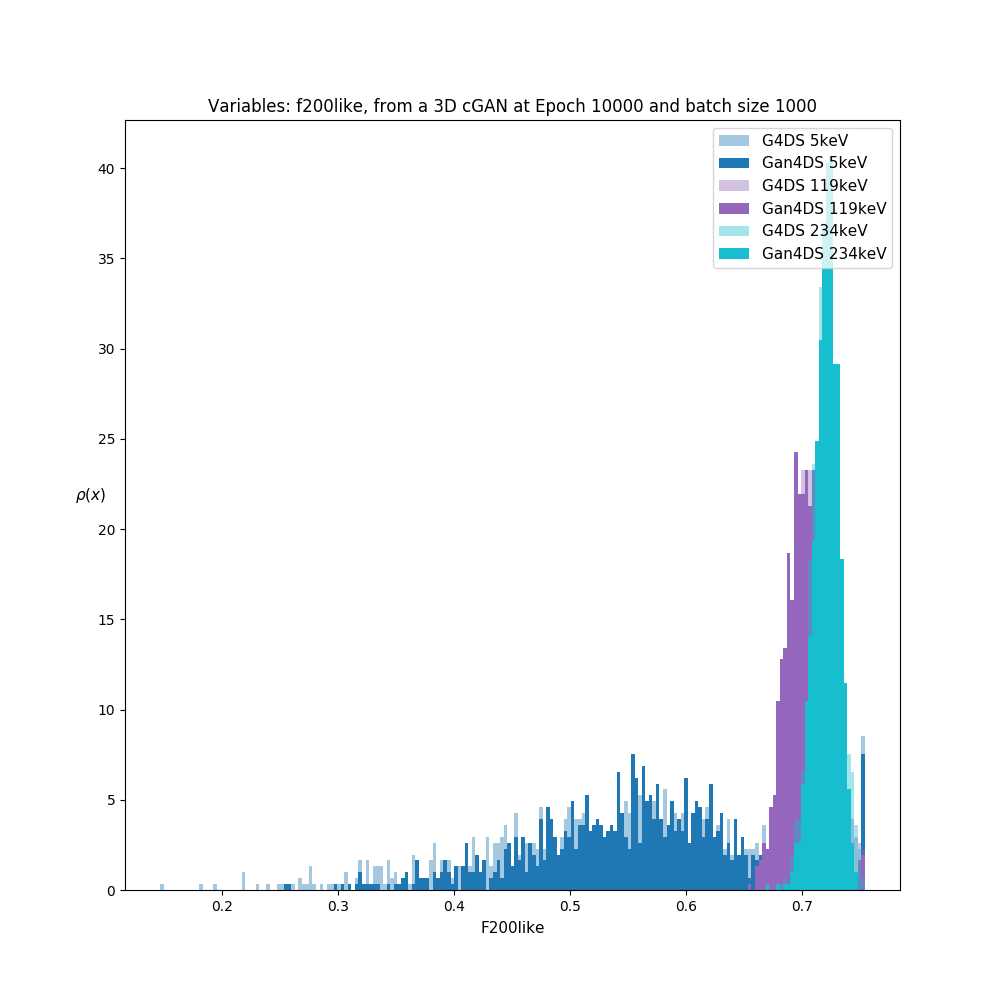 Variables: f200like, from a 3D cGAN at Epoch 10000 and batch size 1000
G4DS 5keV
Gan4DS 5keV
G4DS 119keV
Gan4DS 119keV
G4DS 234keV
Gan4DS 234keV
40
35
30
25
ρ(x)
20
15
10
5
0
0.2 0.3 0.4 0.5 0.6 0.7
F200like